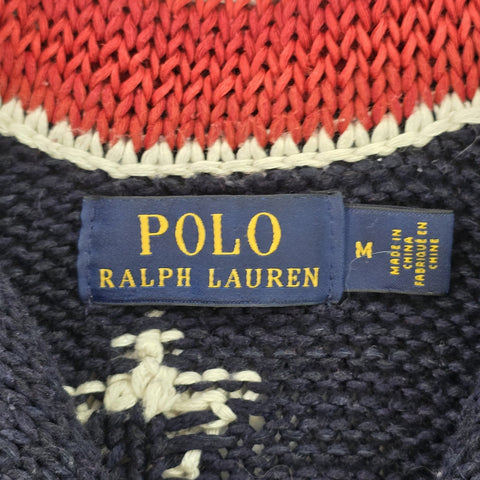 POLO
RALPH LAUREN
M
MADE IN
CHINA
FABRIQUÉ EN
CHINE